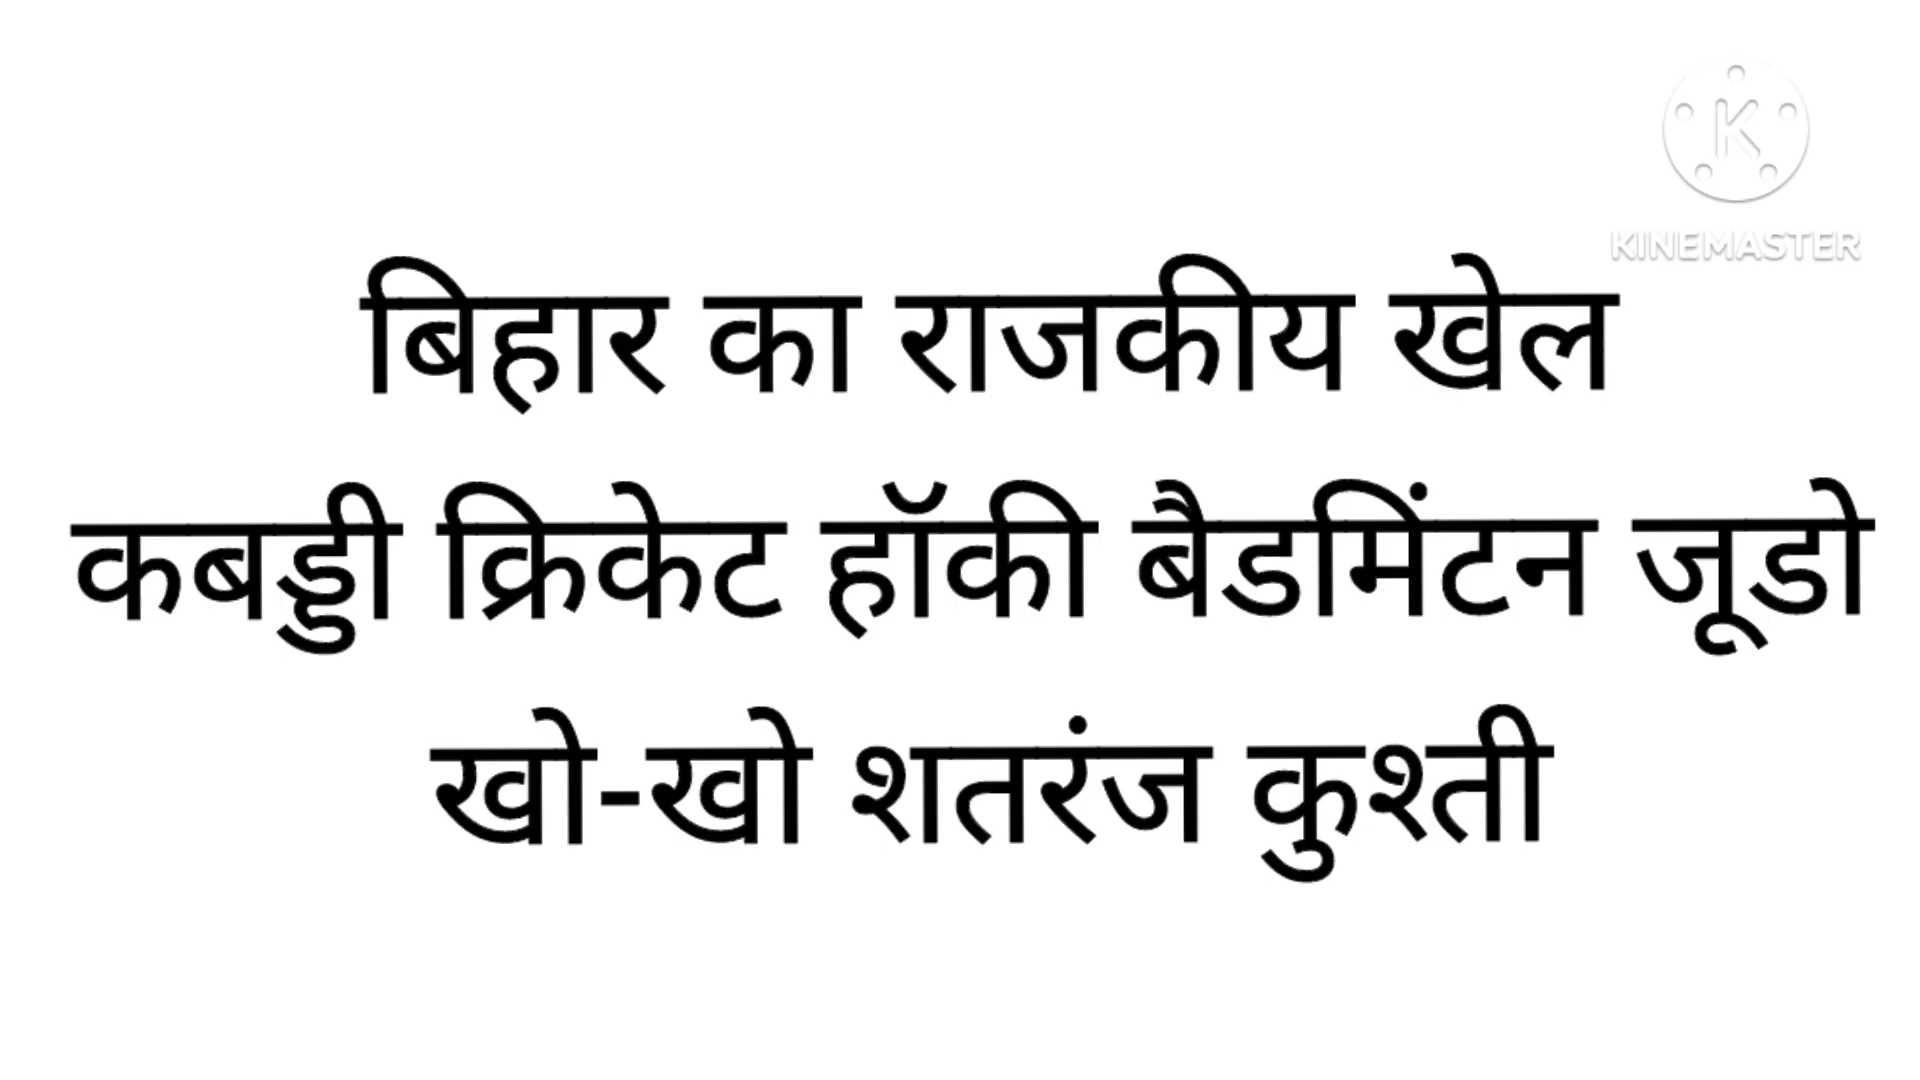 KINEMASTER
बिहार का राजकीय खेल
कबड्डी क्रिकेट हॉकी बैडमिंटन जूडो
खो-खो शतरंज कुश्ती